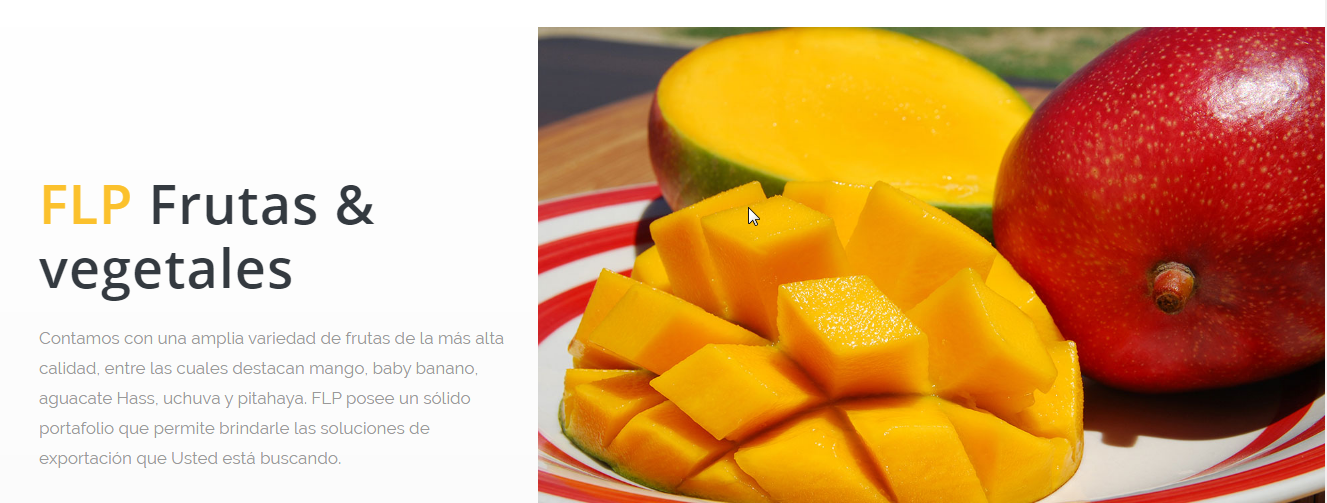 FLP Frutas &
vegetales
Contamos con una amplia variedad de frutas de la más alta
calidad, entre las cuales destacan mango, baby banano,
aguacate Hass, uchuva y pitahaya. FLP posee un sólido
portafolio que permite brindarle las soluciones de
exportación que Usted está buscando.